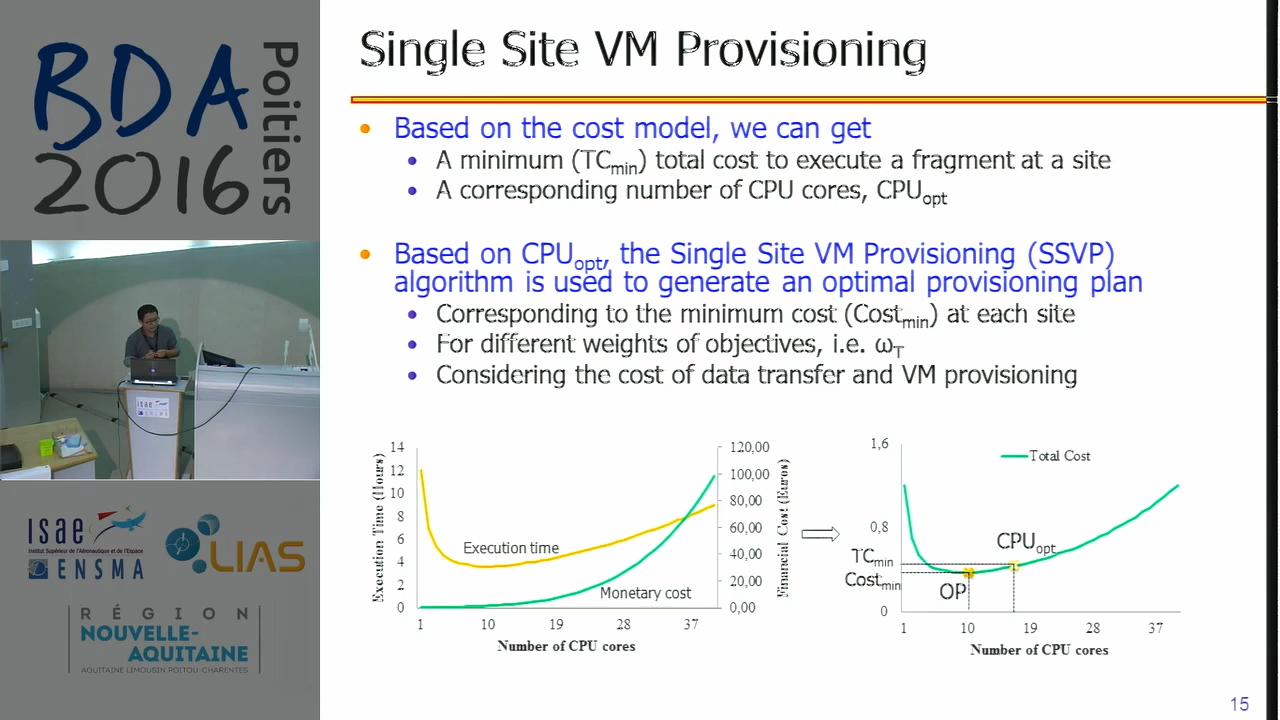 BDA
2016
Poitiers
isae
ISae
Institut Supérieur de l'Aéronautique et de l'Espace
ENSMA
LIAS
RÉGION
NOUVELLE-
AQUITAINE
AQUITAINE LIMOUSIN POITOU-CHARENTES
Single Site VM Provisioning
• Based on the cost model, we can get
• A minimum (TCmin) total cost to execute a fragment at a site
• A corresponding number of CPU cores, CPUopt
• Based on CPUopt, the Single Site VM Provisioning (SSVP)
algorithm is used to generate an optimal provisioning plan
• Corresponding to the minimum cost (Costmin) at each site
• For different weights of objectives, i.e. ωT
• Considering the cost of data transfer and VM provisioning
Execution Time (Hours)
14
12
10
8
6
4
2
0
Execution time
Monetary cost
120,00
100,00
80,00
60,00
40,00
20,00
0,00
Financial Cost (Euros)
1 10 19 28 37
Number of CPU cores
1,6
0,8
0
Total Cost
TCmin
Costmin
CPUopt
OP
1 10 19 28 37
Number of CPU cores
15